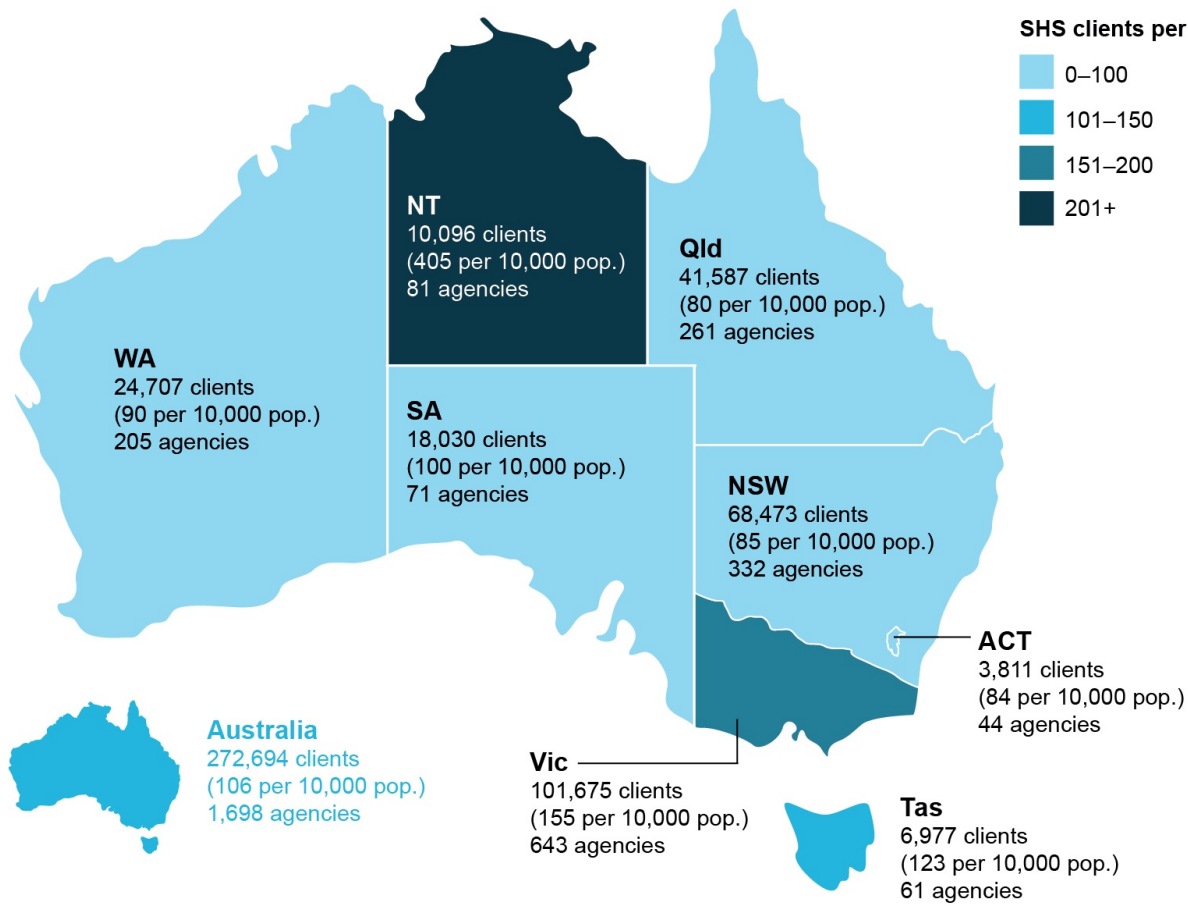 SHS clients per
0–100
101–150
151–200
201+
NT
10,096 clients
(405 per 10,000 pop.)
81 agencies
Qld
41,587 clients
(80 per 10,000 pop.)
261 agencies
WA
24,707 clients
(90 per 10,000 pop.)
205 agencies
SA
18,030 clients
(100 per 10,000 pop.)
71 agencies
NSW
68,473 clients
(85 per 10,000 pop.)
332 agencies
ACT
3,811 clients
(84 per 10,000 pop.)
44 agencies
Australia
272,694 clients
(106 per 10,000 pop.)
1,698 agencies
Vic
101,675 clients
(155 per 10,000 pop.)
643 agencies
Tas
6,977 clients
(123 per 10,000 pop.)
61 agencies